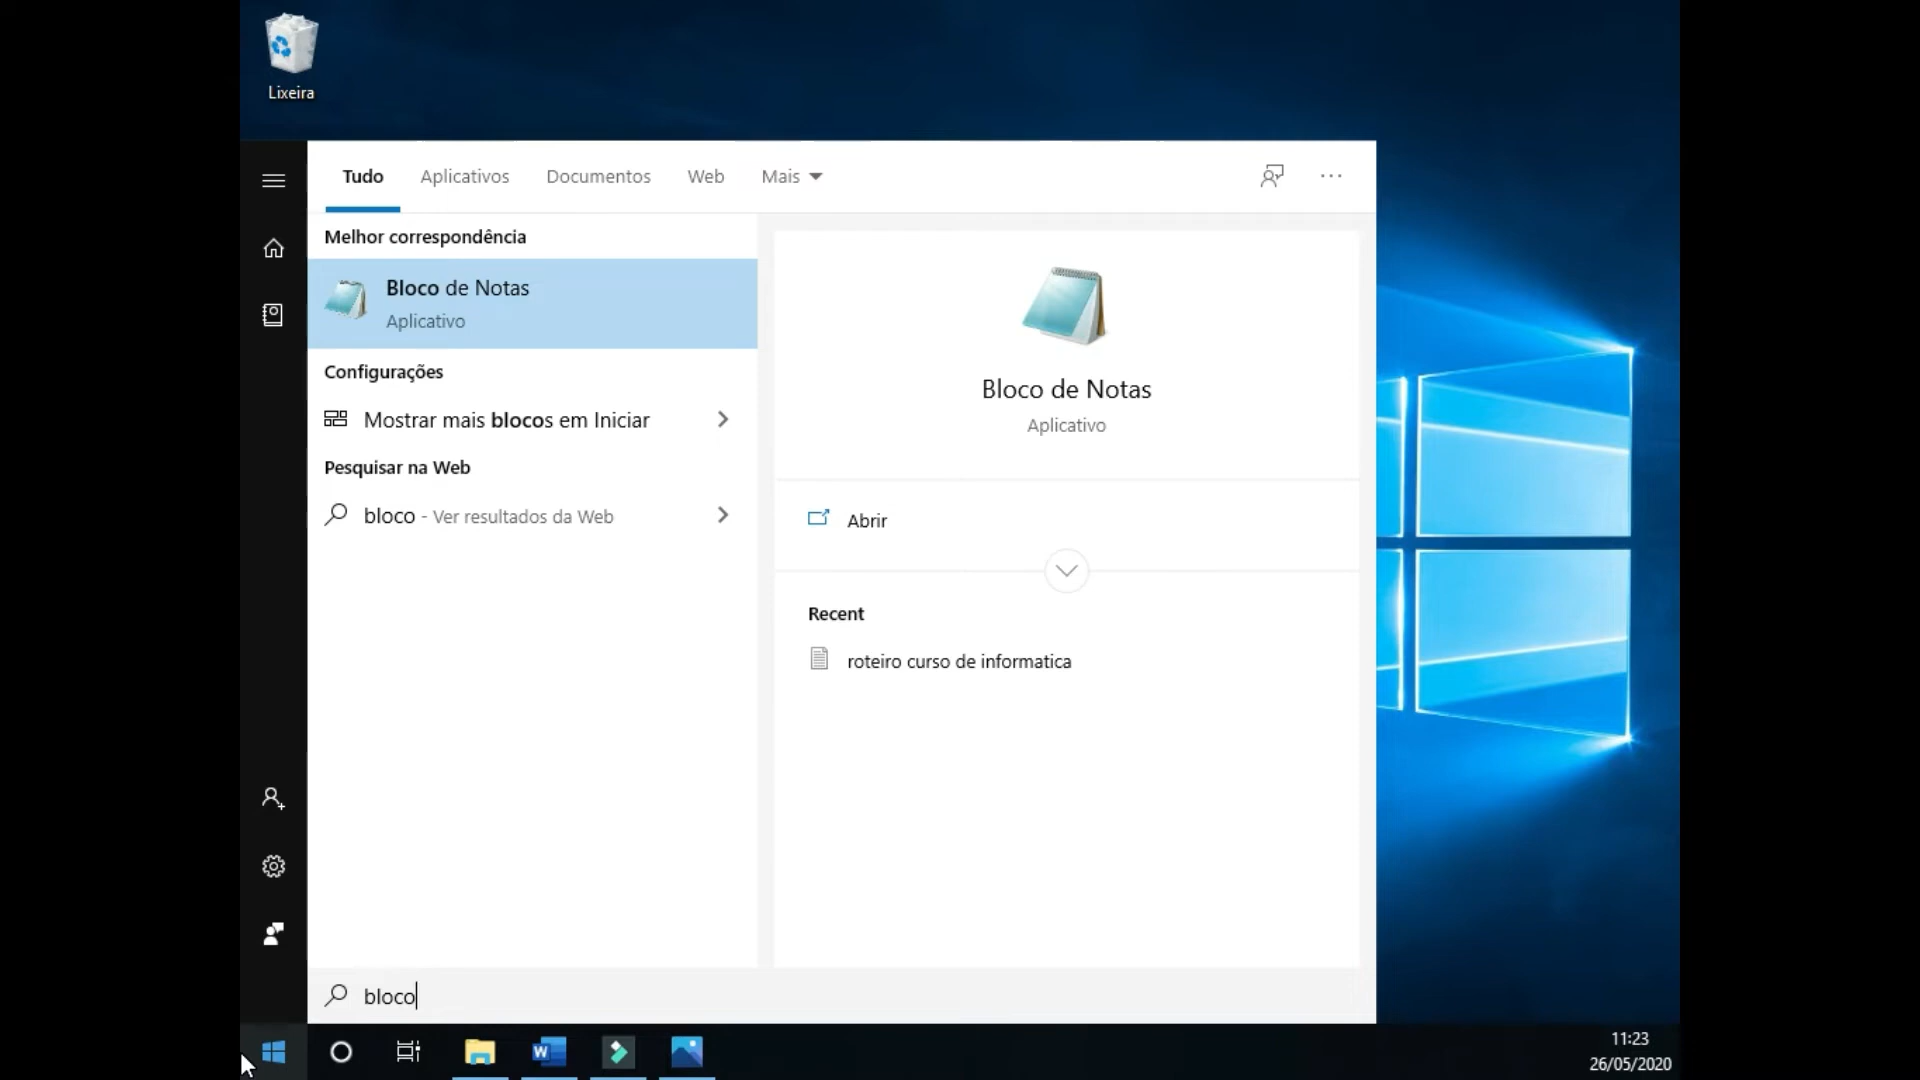 Lixeira
Tudo Aplicativos Documentos Web Mais
Melhor correspondência
Bloco de Notas
Aplicativo
Configurações
Mostrar mais blocos em Iniciar
Pesquisar na Web
bloco - Ver resultados da Web
Bloco de Notas
Aplicativo
Abrir
Recent
roteiro curso de informatica
bloco
W
11:23
26/05/2020